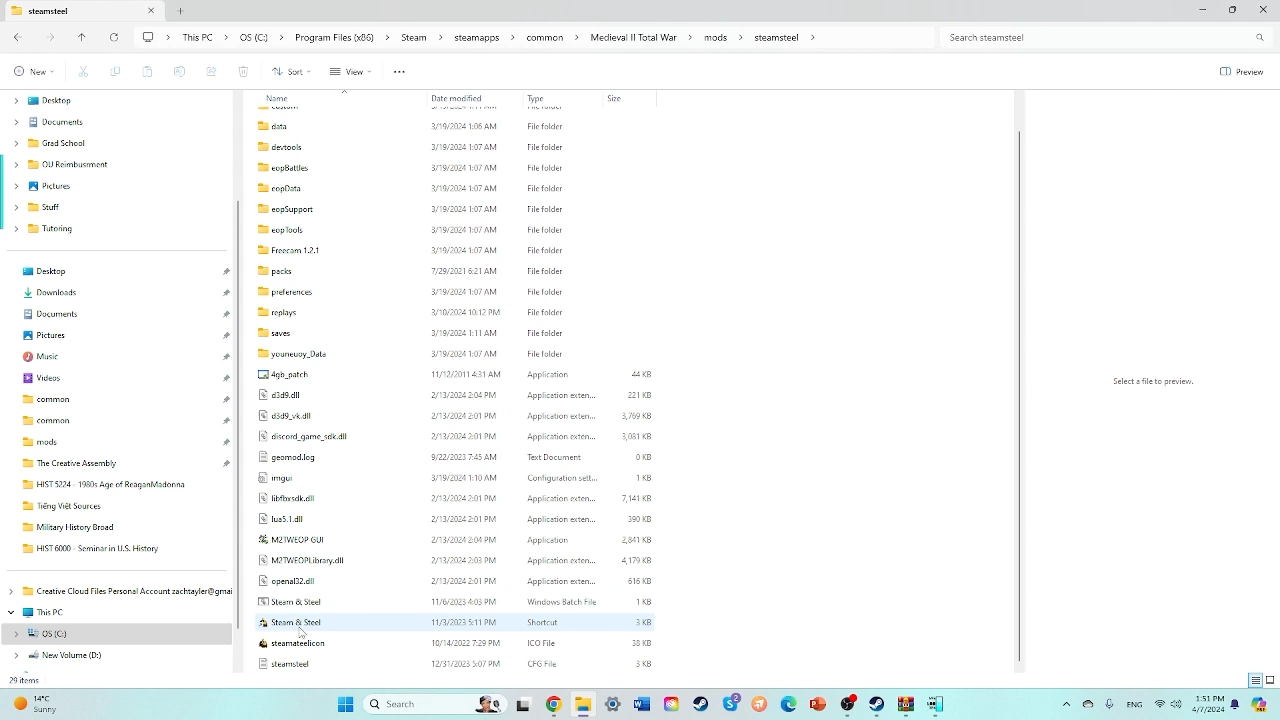 steamsteel
This PC > OS (C:) > Program Files (x86) > Steam > steamapps > common > Medieval II Total War > mods > steamsteel >
Search steamsteel
New
Sort
View
Preview
Name Date modified Type Size
Desktop
Documents
Grad School
OU Reimbusrment
Pictures
Stuff
Tutoring
Desktop
Downloads
Documents
Pictures
Music
Videos
common
common
mods
The Creative Assembly
HIST 5224 - 1980s Age of ReaganMadonna
Tiếng Việt Sources
Military History Broad
HIST 6000 - Seminar in U.S. History
Creative Cloud Files Personal Account zachtayler@gmai
This PC
OS (C:)
New Volume (D:)
data 3/19/2024 1:06 AM File folder
devtools 3/19/2024 1:07 AM File folder
eopBattles 3/19/2024 1:07 AM File folder
eopData 3/19/2024 1:07 AM File folder
eopSupport 3/19/2024 1:07 AM File folder
eopTools 3/19/2024 1:07 AM File folder
Freecam 1.2.1 3/19/2024 1:07 AM File folder
packs 7/29/2021 6:21 AM File folder
preferences 3/19/2024 1:07 AM File folder
replays 3/10/2024 10:12 PM File folder
saves 3/19/2024 1:11 AM File folder
youneuoy_Data 3/19/2024 1:07 AM File folder
4gb_patch 11/12/2011 4:31 AM Application 44 KB
d3d9.dll 2/13/2024 2:04 PM Application exten... 221 KB
d3d9_vk.dll 2/13/2024 2:01 PM Application exten... 3,769 KB
discord_game_sdk.dll 2/13/2024 2:01 PM Application exten... 3,081 KB
geomod.log 9/22/2023 7:45 AM Text Document 0 KB
imgui 3/19/2024 1:10 AM Configuration sett... 1 KB
libfbxsdk.dll 2/13/2024 2:01 PM Application exten... 7,141 KB
lua5.1.dll 2/13/2024 2:01 PM Application exten... 390 KB
M2TWEOP GUI 2/13/2024 2:04 PM Application 2,841 KB
M2TWEOPLibrary.dll 2/13/2024 2:03 PM Application exten... 4,179 KB
openal32.dll 2/13/2024 2:01 PM Application exten... 616 KB
Steam & Steel 11/6/2023 4:03 PM Windows Batch File 1 KB
Steam & Steel 11/3/2023 5:11 PM Shortcut 3 KB
steamateelicon 10/14/2022 7:29 PM ICO File 38 KB
steamsteel 12/31/2023 5:07 PM CFG File 3 KB
Select a file to preview.
29 items
14°C
Sunny
Search
2
ENG
1:51 PM
4/7/2024